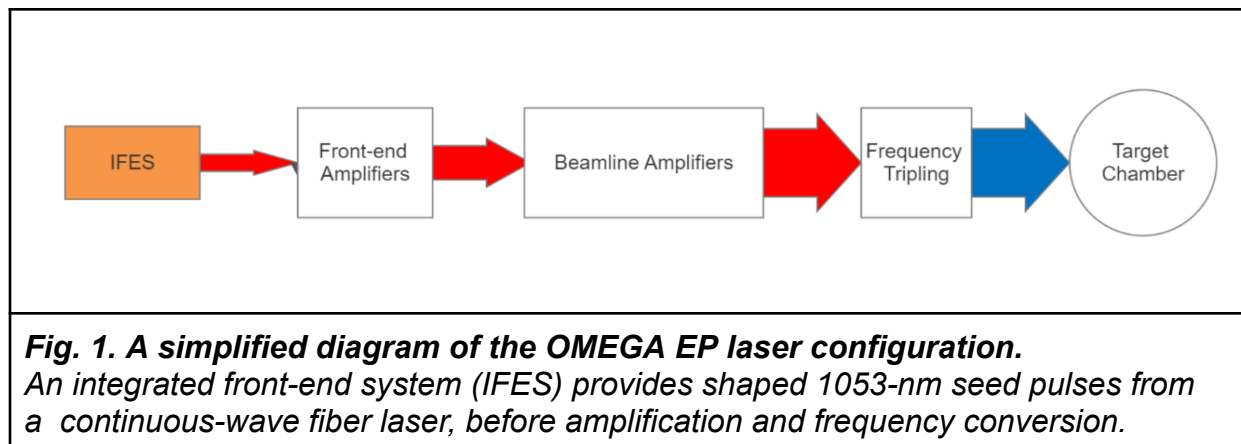 IFES
Front-end
Amplifiers
Beamline Amplifiers
Frequency
Tripling
Target
Chamber
Fig. 1. A simplified diagram of the OMEGA EP laser configuration.
An integrated front-end system (IFES) provides shaped 1053-nm seed pulses from
a continuous-wave fiber laser, before amplification and frequency conversion.